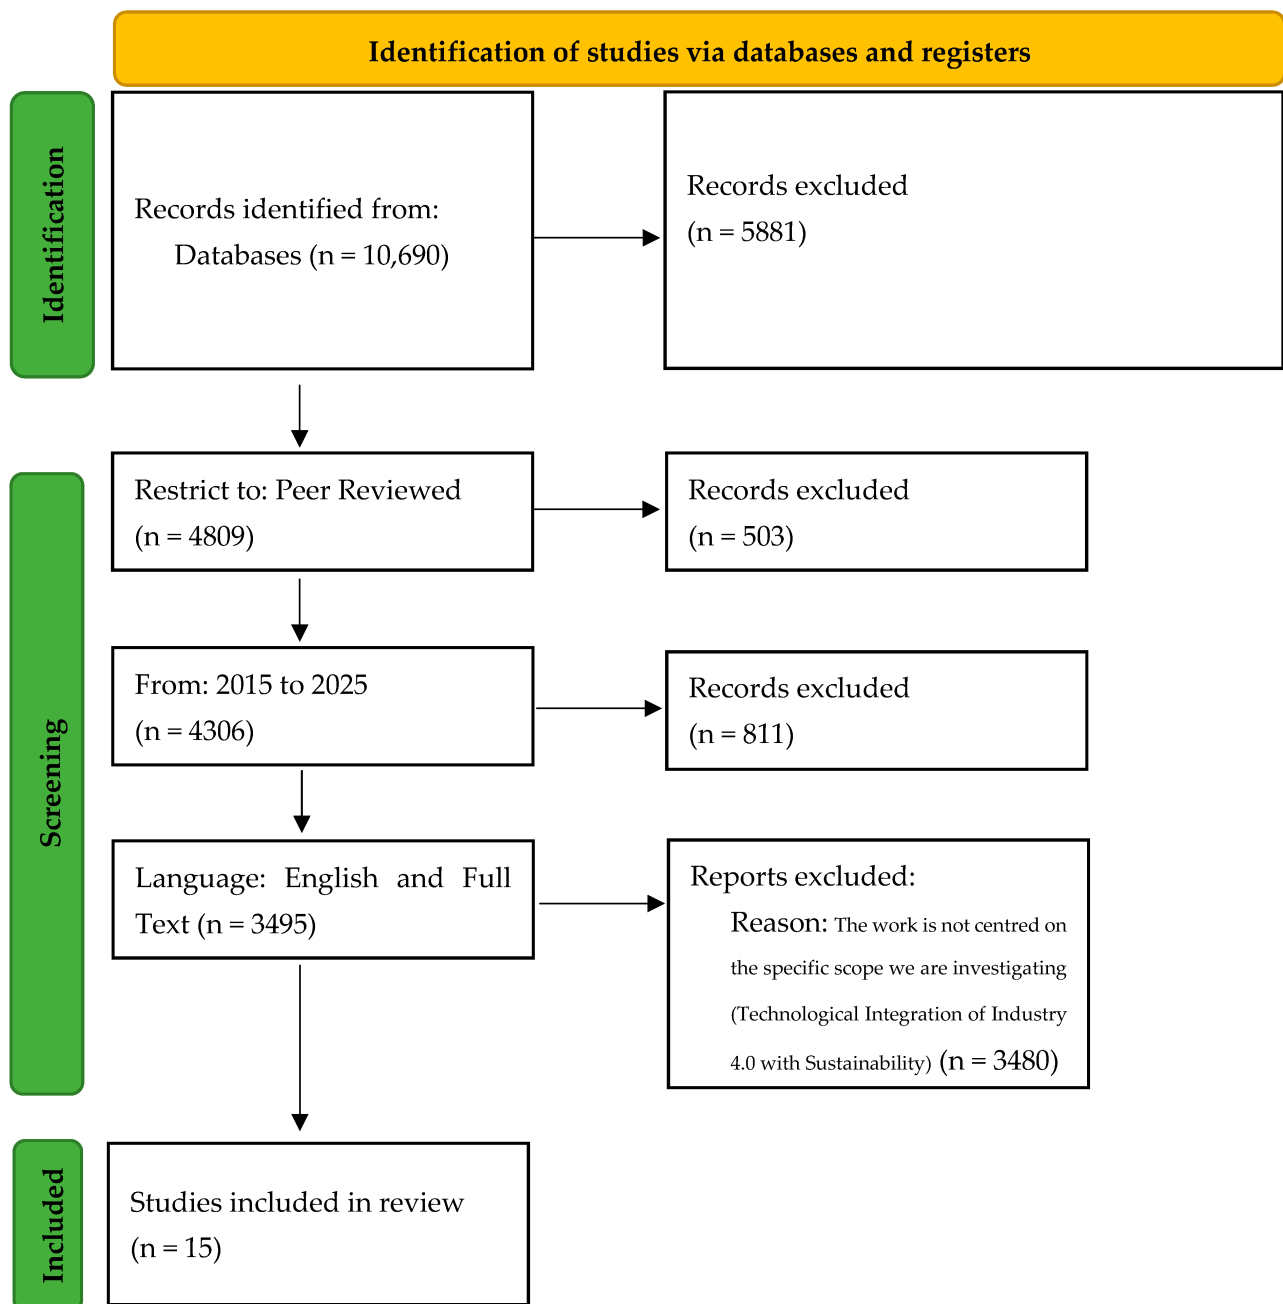 Identification of studies via databases and registers
Identification
Records identified from:
Databases (n = 10,690)
Records excluded
(n = 5881)
Screening
Restrict to: Peer Reviewed
(n = 4809)
Records excluded
(n = 503)
From: 2015 to 2025
(n = 4306)
Records excluded
(n = 811)
Language: English and Full
Text (n = 3495)
Reports excluded:
Reason: The work is not centred on
the specific scope we are investigating
(Technological Integration of Industry
4.0 with Sustainability) (n = 3480)
Included
Studies included in review
(n = 15)